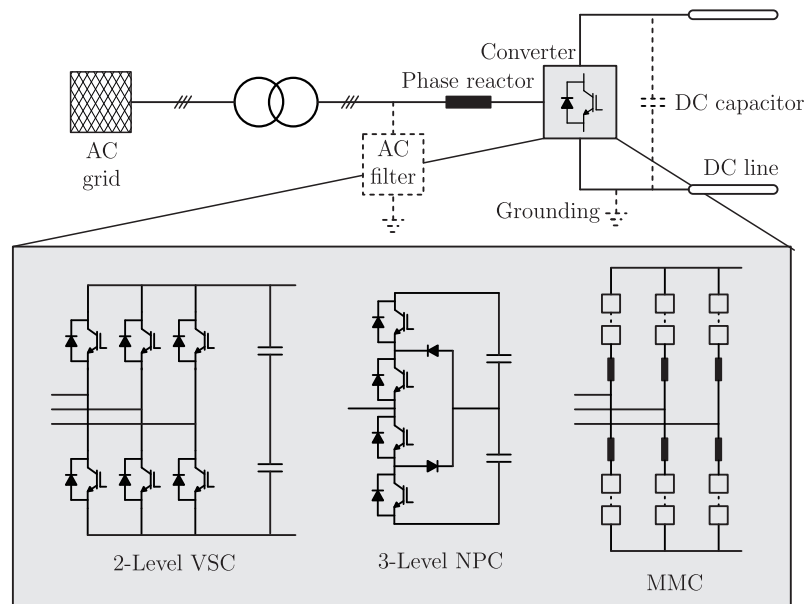 Converter
Phase reactor
DC capacitor
AC
grid
AC
filter
DC line
Grounding
2-Level VSC
3-Level NPC
MMC